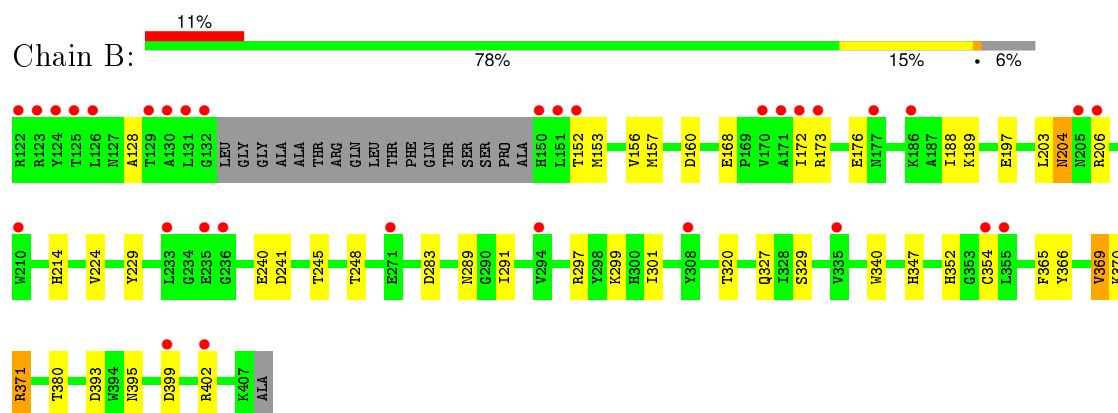 11%
Chain B:
78% 15% • 6%
R122 R123 Y124 T125 L126 N127 A128 T129 A130 L131 G132 LEU GLY GLY ALA ALA THR ARG GLN LEU THR PHE GLN THR SER SER PRO ALA H150 L151 T152 M153 V156 M157 D160 E168 P169 V170 A171 I172 R173 E176 N177 K186 A187 I188 K189 E197 L203 N204 N205 R206
W210 H214 V224 Y229 L233 G234 E235 G236 E240 D241 T245 T248 E271 D283 N289 G290 I291 V294 R297 Y298 K299 H300 I301 Y308 T320 Q327 I328 S329 V335 W340 H347 H352 G353 C354 L355 F365 Y366 V369 K370
R371 T380 D393 W394 N395 D399 R402 K407 ALA